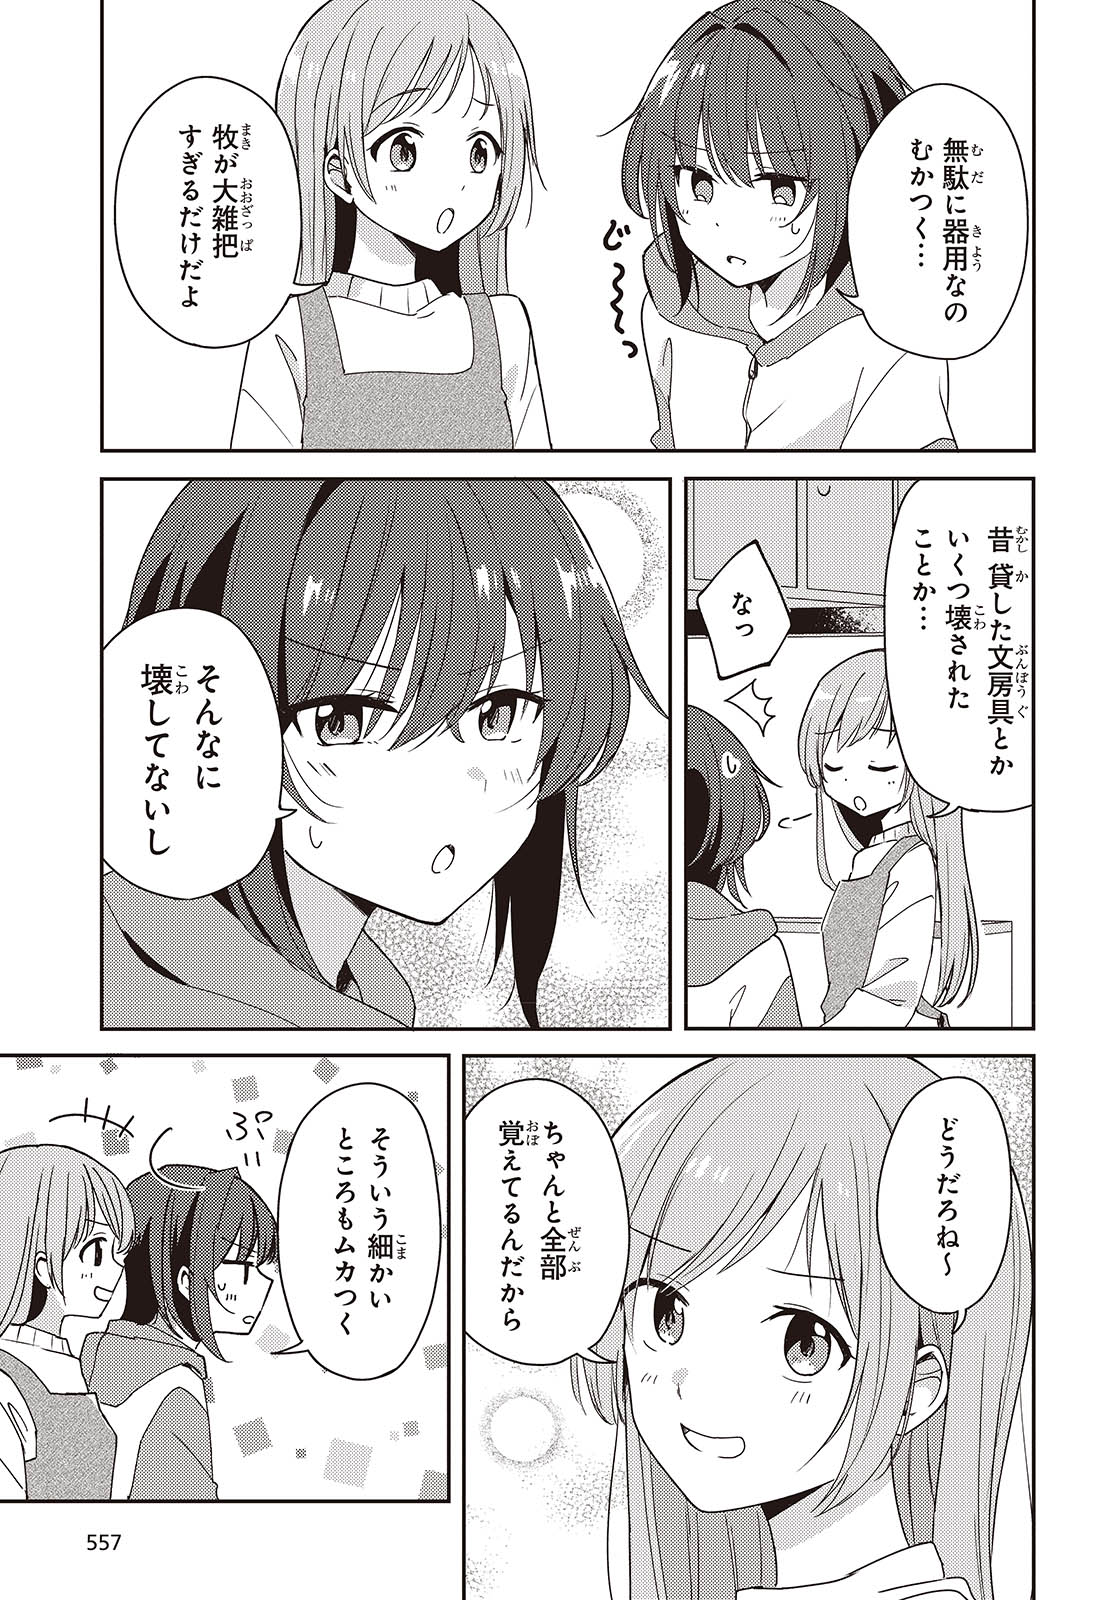 無駄に器用なの
むかつく…
じ～～っ
牧が大雑把
すぎるだけだよ
昔 貸した文房具とか
いくつ壊された
ことか…
なっ
そんなに
壊してないし
どうだろね～
ちゃんと全部
覚えてるんだから
そういう細かい
ところもムカつく
ぷい
557